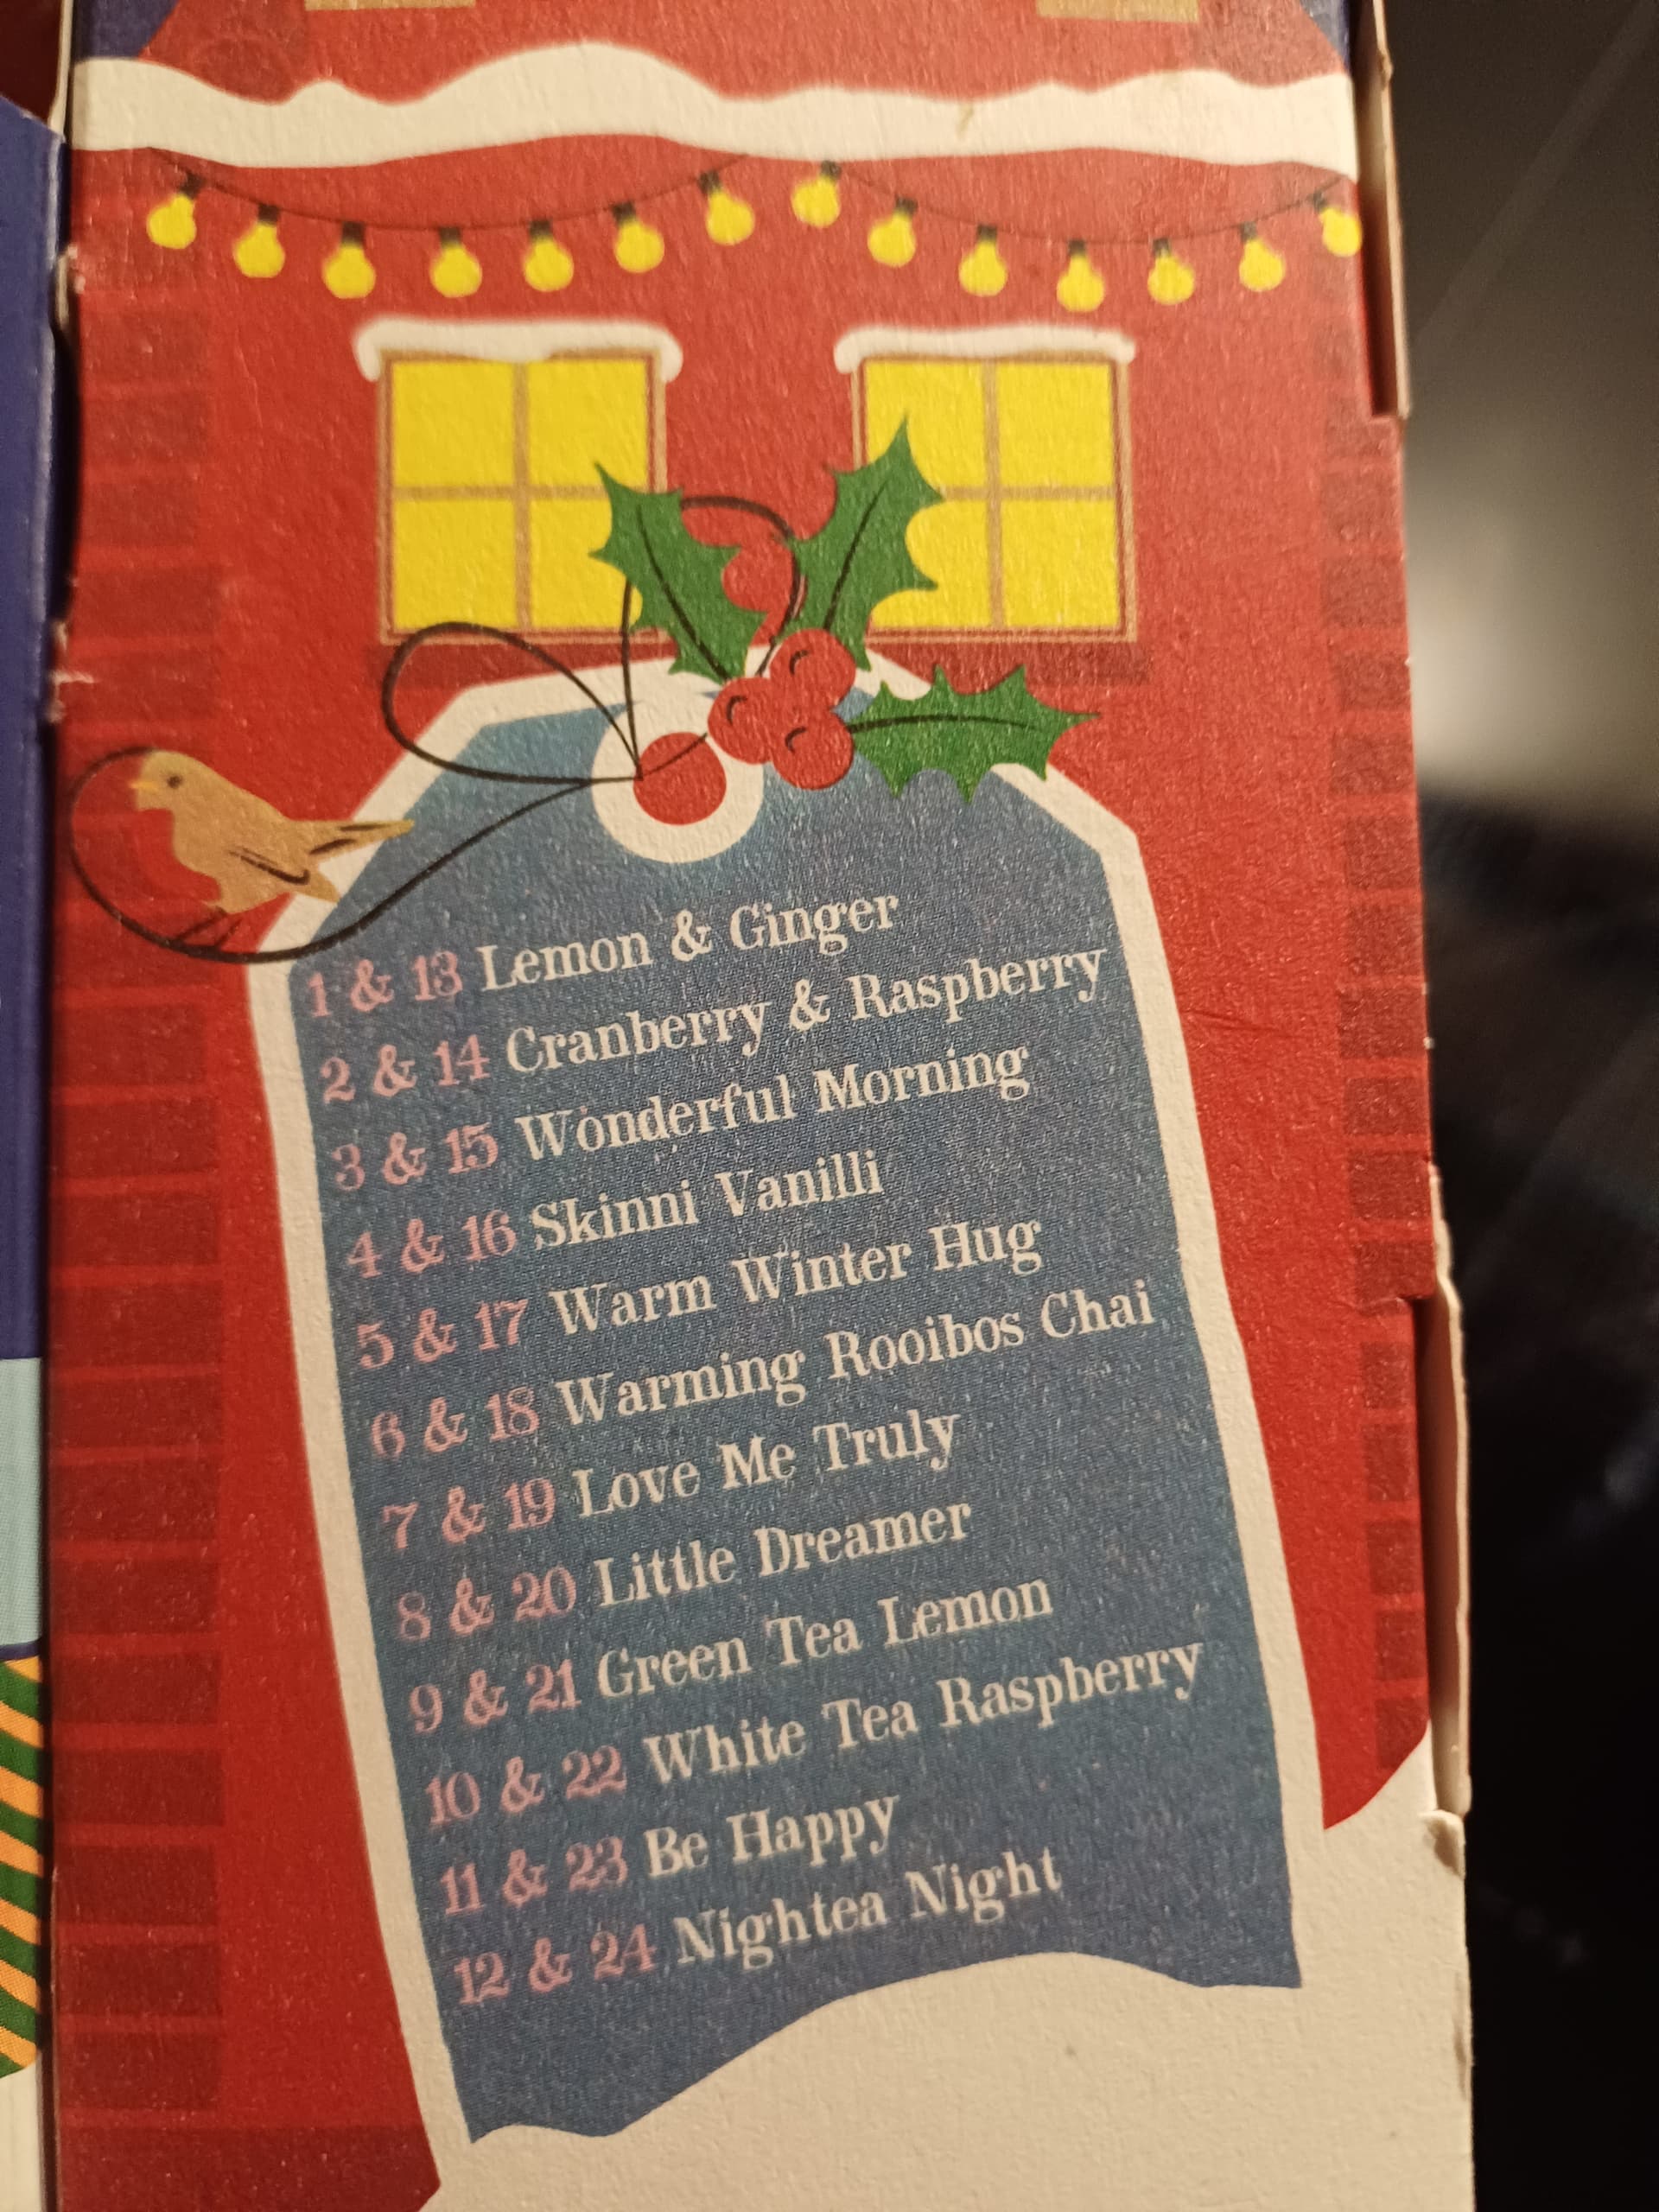 1 & 13 Lemon & Ginger
2 & 14 Cranberry & Raspberry
3 & 15 Wonderful Morning
4 & 16 Skinni Vanilli
5 & 17 Warm Winter Hug
6 & 18 Warming Rooibos Chai
7 & 19 Love Me Truly
8 & 20 Little Dreamer
9 & 21 Green Tea Lemon
10 & 22 White Tea Raspberry
11 & 23 Be Happy
12 & 24 Nightea Night